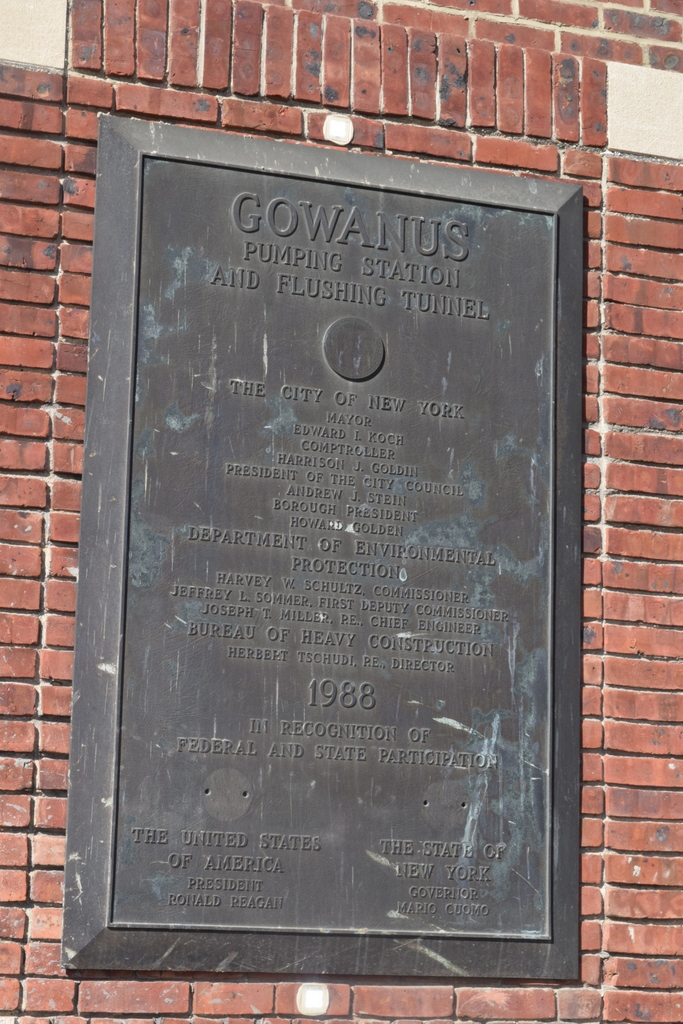 GOWANUS
PUMPING STATION
AND FLUSHING TUNNEL
THE CITY OF NEW YORK
MAYOR
EDWARD I. KOCH
COMPTROLLER
HARRISON J. GOLDIN
PRESIDENT OF THE CITY COUNCIL
ANDREW J. STEIN
BOROUGH PRESIDENT
HOWARD GOLDEN
DEPARTMENT OF ENVIRONMENTAL
PROTECTION
HARVEY W. SCHULTZ, COMMISSIONER
JEFFREY L. SOMMER, FIRST DEPUTY COMMISSIONER
JOSEPH T. MILLER, P.E., CHIEF ENGINEER
BUREAU OF HEAVY CONSTRUCTION
HERBERT TSCHUDI, P.E., DIRECTOR
1988
IN RECOGNITION OF
FEDERAL AND STATE PARTICIPATION
THE UNITED STATES
OF AMERICA
PRESIDENT
RONALD REAGAN
THE STATE OF
NEW YORK
GOVERNOR
MARIO CUOMO